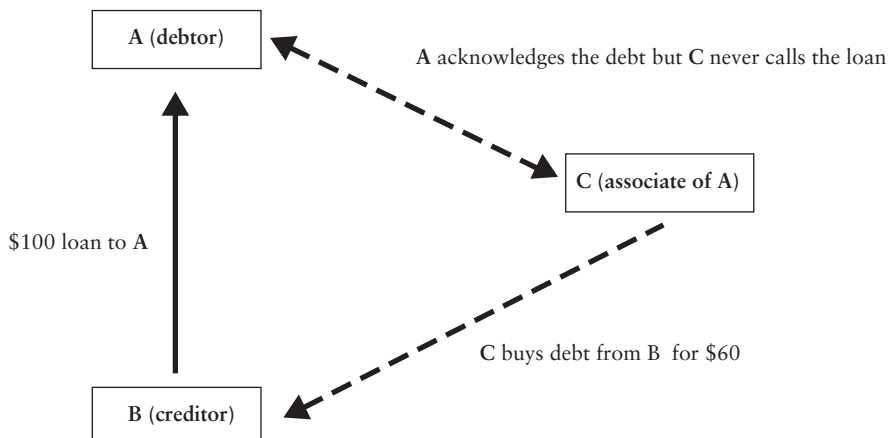 A (debtor)
A acknowledges the debt but C never calls the loan
C (associate of A)
$100 loan to A
C buys debt from B for $60
B (creditor)